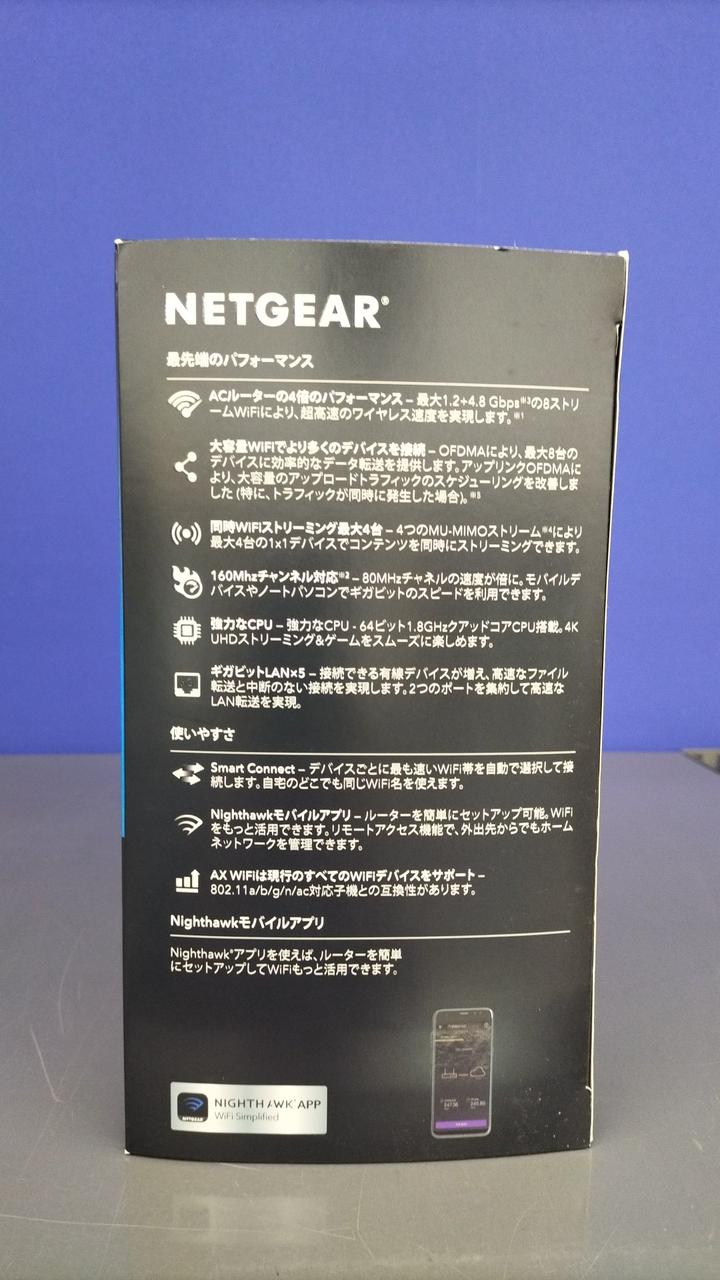 NETGEAR®
最先端のパフォーマンス
ACルーターの4倍のパフォーマンス – 最大1.2+4.8 Gbps※3の8ストリ
ームWiFiにより、超高速のワイヤレス速度を実現します。※1
大容量WiFiでより多くのデバイスを接続 – OFDMAにより、最大8台の
デバイスに効率的なデータ転送を提供します。アップリンクOFDMAに
より、大容量のアップロードトラフィックのスケジューリングを改善しま
した (特に、トラフィックが同時に発生した場合)。※5
同時WiFiストリーミング最大4台 – 4つのMU-MIMOストリーム※4により
最大4台の1x1デバイスでコンテンツを同時にストリーミングできます。
160Mhzチャンネル対応※2 – 80MHzチャネルの速度が倍に。モバイルデ
バイスやノートパソコンでギガビットのスピードを利用できます。
強力なCPU – 強力なCPU - 64ビット1.8GHzクアッドコアCPU搭載。4K
UHDストリーミング&ゲームをスムーズに楽しめます。
ギガビットLAN×5 – 接続できる有線デバイスが増え、高速なファイル
転送と中断のない接続を実現します。2つのポートを集約して高速な
LAN転送を実現。
使いやすさ
Smart Connect – デバイスごとに最も速いWiFi帯を自動で選択して接
続します。自宅のどこでも同じWiFi名を使えます。
Nighthawkモバイルアプリ – ルーターを簡単にセットアップ可能。WiFi
をもっと活用できます。リモートアクセス機能で、外出先からでもホーム
ネットワークを管理できます。
AX WiFiは現行のすべてのWiFiデバイスをサポート –
802.11a/b/g/n/ac対応子機との互換性があります。
Nighthawkモバイルアプリ
Nighthawk®アプリを使えば、ルーターを簡単
にセットアップしてWiFiもっと活用できます。
NETGEAR
NIGHTHAWK® APP
WiFi Simplified